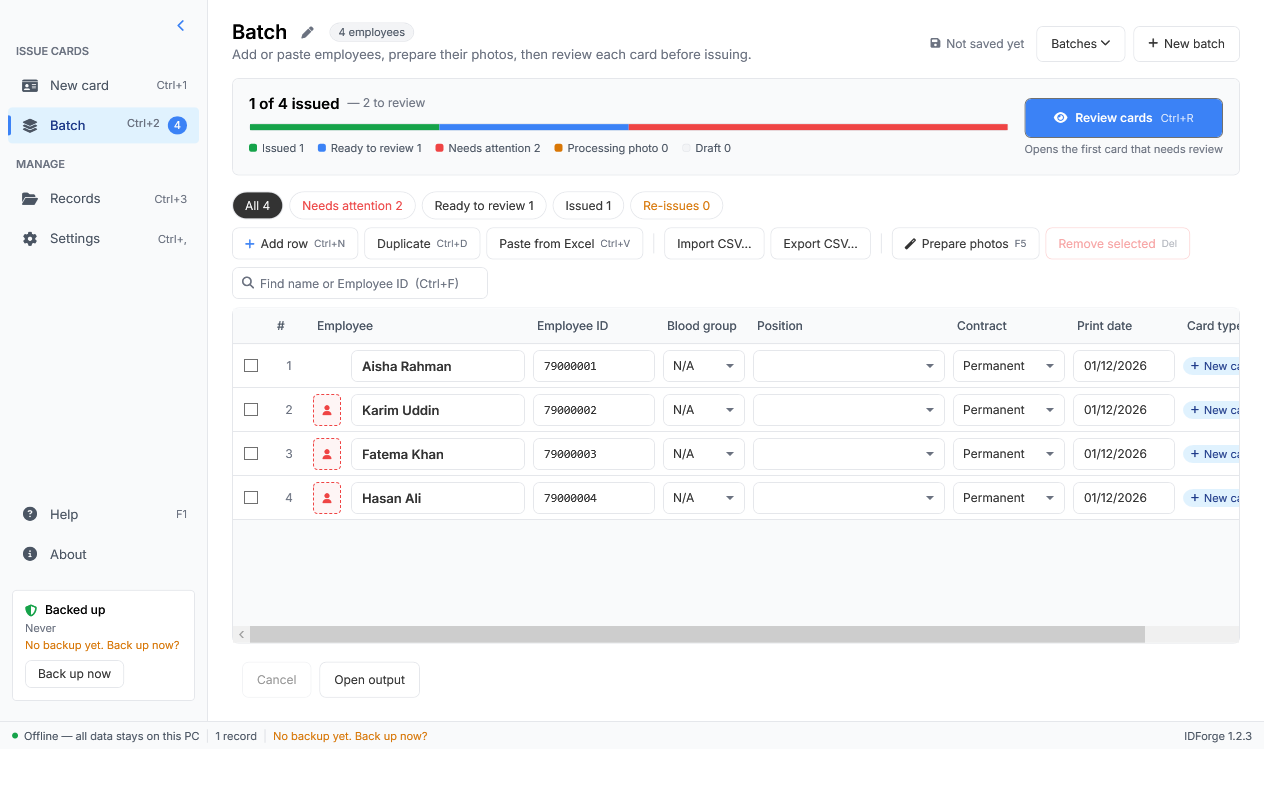 ISSUE CARDS
New card Ctrl+1
Batch Ctrl+2 4
MANAGE
Records Ctrl+3
Settings Ctrl+,
Help F1
About
Backed up
Never
No backup yet. Back up now?
Back up now
Batch 4 employees
Add or paste employees, prepare their photos, then review each card before issuing.
Not saved yet Batches + New batch
1 of 4 issued — 2 to review
Issued 1 Ready to review 1 Needs attention 2 Processing photo 0 Draft 0
Review cards Ctrl+R
Opens the first card that needs review
All 4 Needs attention 2 Ready to review 1 Issued 1 Re-issues 0
+ Add row Ctrl+N Duplicate Ctrl+D Paste from Excel Ctrl+V Import CSV... Export CSV... Prepare photos F5 Remove selected Del
Find name or Employee ID (Ctrl+F)
# Employee Employee ID Blood group Position Contract Print date Card type
1 Aisha Rahman 79000001 N/A Permanent 01/12/2026 + New ca
2 Karim Uddin 79000002 N/A Permanent 01/12/2026 + New ca
3 Fatema Khan 79000003 N/A Permanent 01/12/2026 + New ca
4 Hasan Ali 79000004 N/A Permanent 01/12/2026 + New ca
Cancel Open output
Offline — all data stays on this PC 1 record No backup yet. Back up now? IDForge 1.2.3